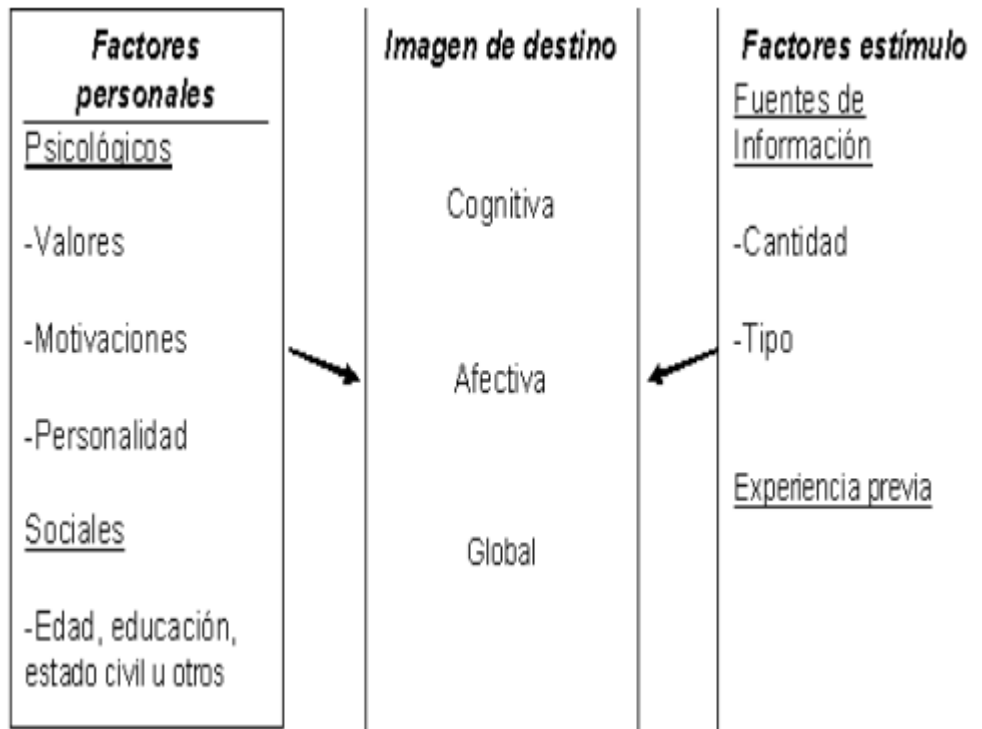 Factores
personales
Psicológicos
-Valores
-Motivaciones
-Personalidad
Sociales
-Edad, educación,
estado civil u otros
Imagen de destino
Cognitiva
Afectiva
Global
Factores estímulo
Fuentes de
Información
-Cantidad
-Tipo
Experiencia previa